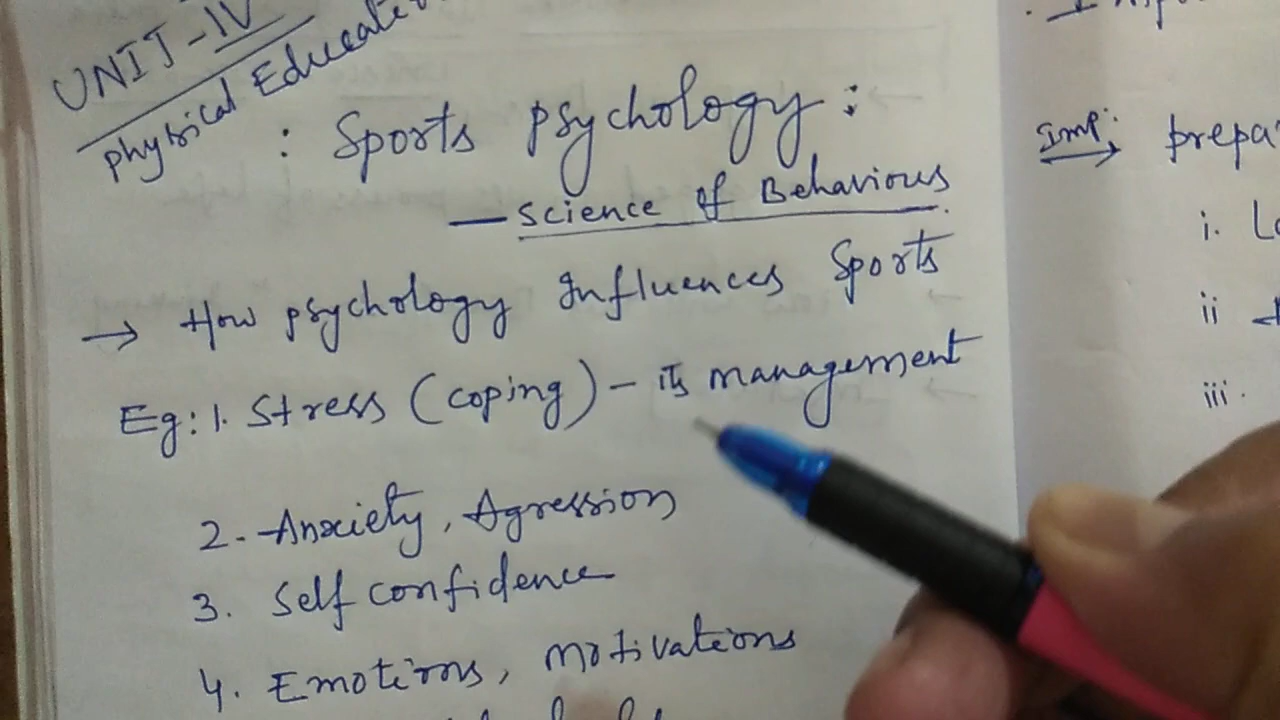 UNIT-IV
Physical Educati
: Sports Psychology :
— Science of Behaviours
→ How psychology Influences Sports
Eg: 1. Stress (coping) - its management
2. Anxiety, Agression
3. Self confidence
4. Emotions, motivations
Imp: prepa
i. L
ii
iii.